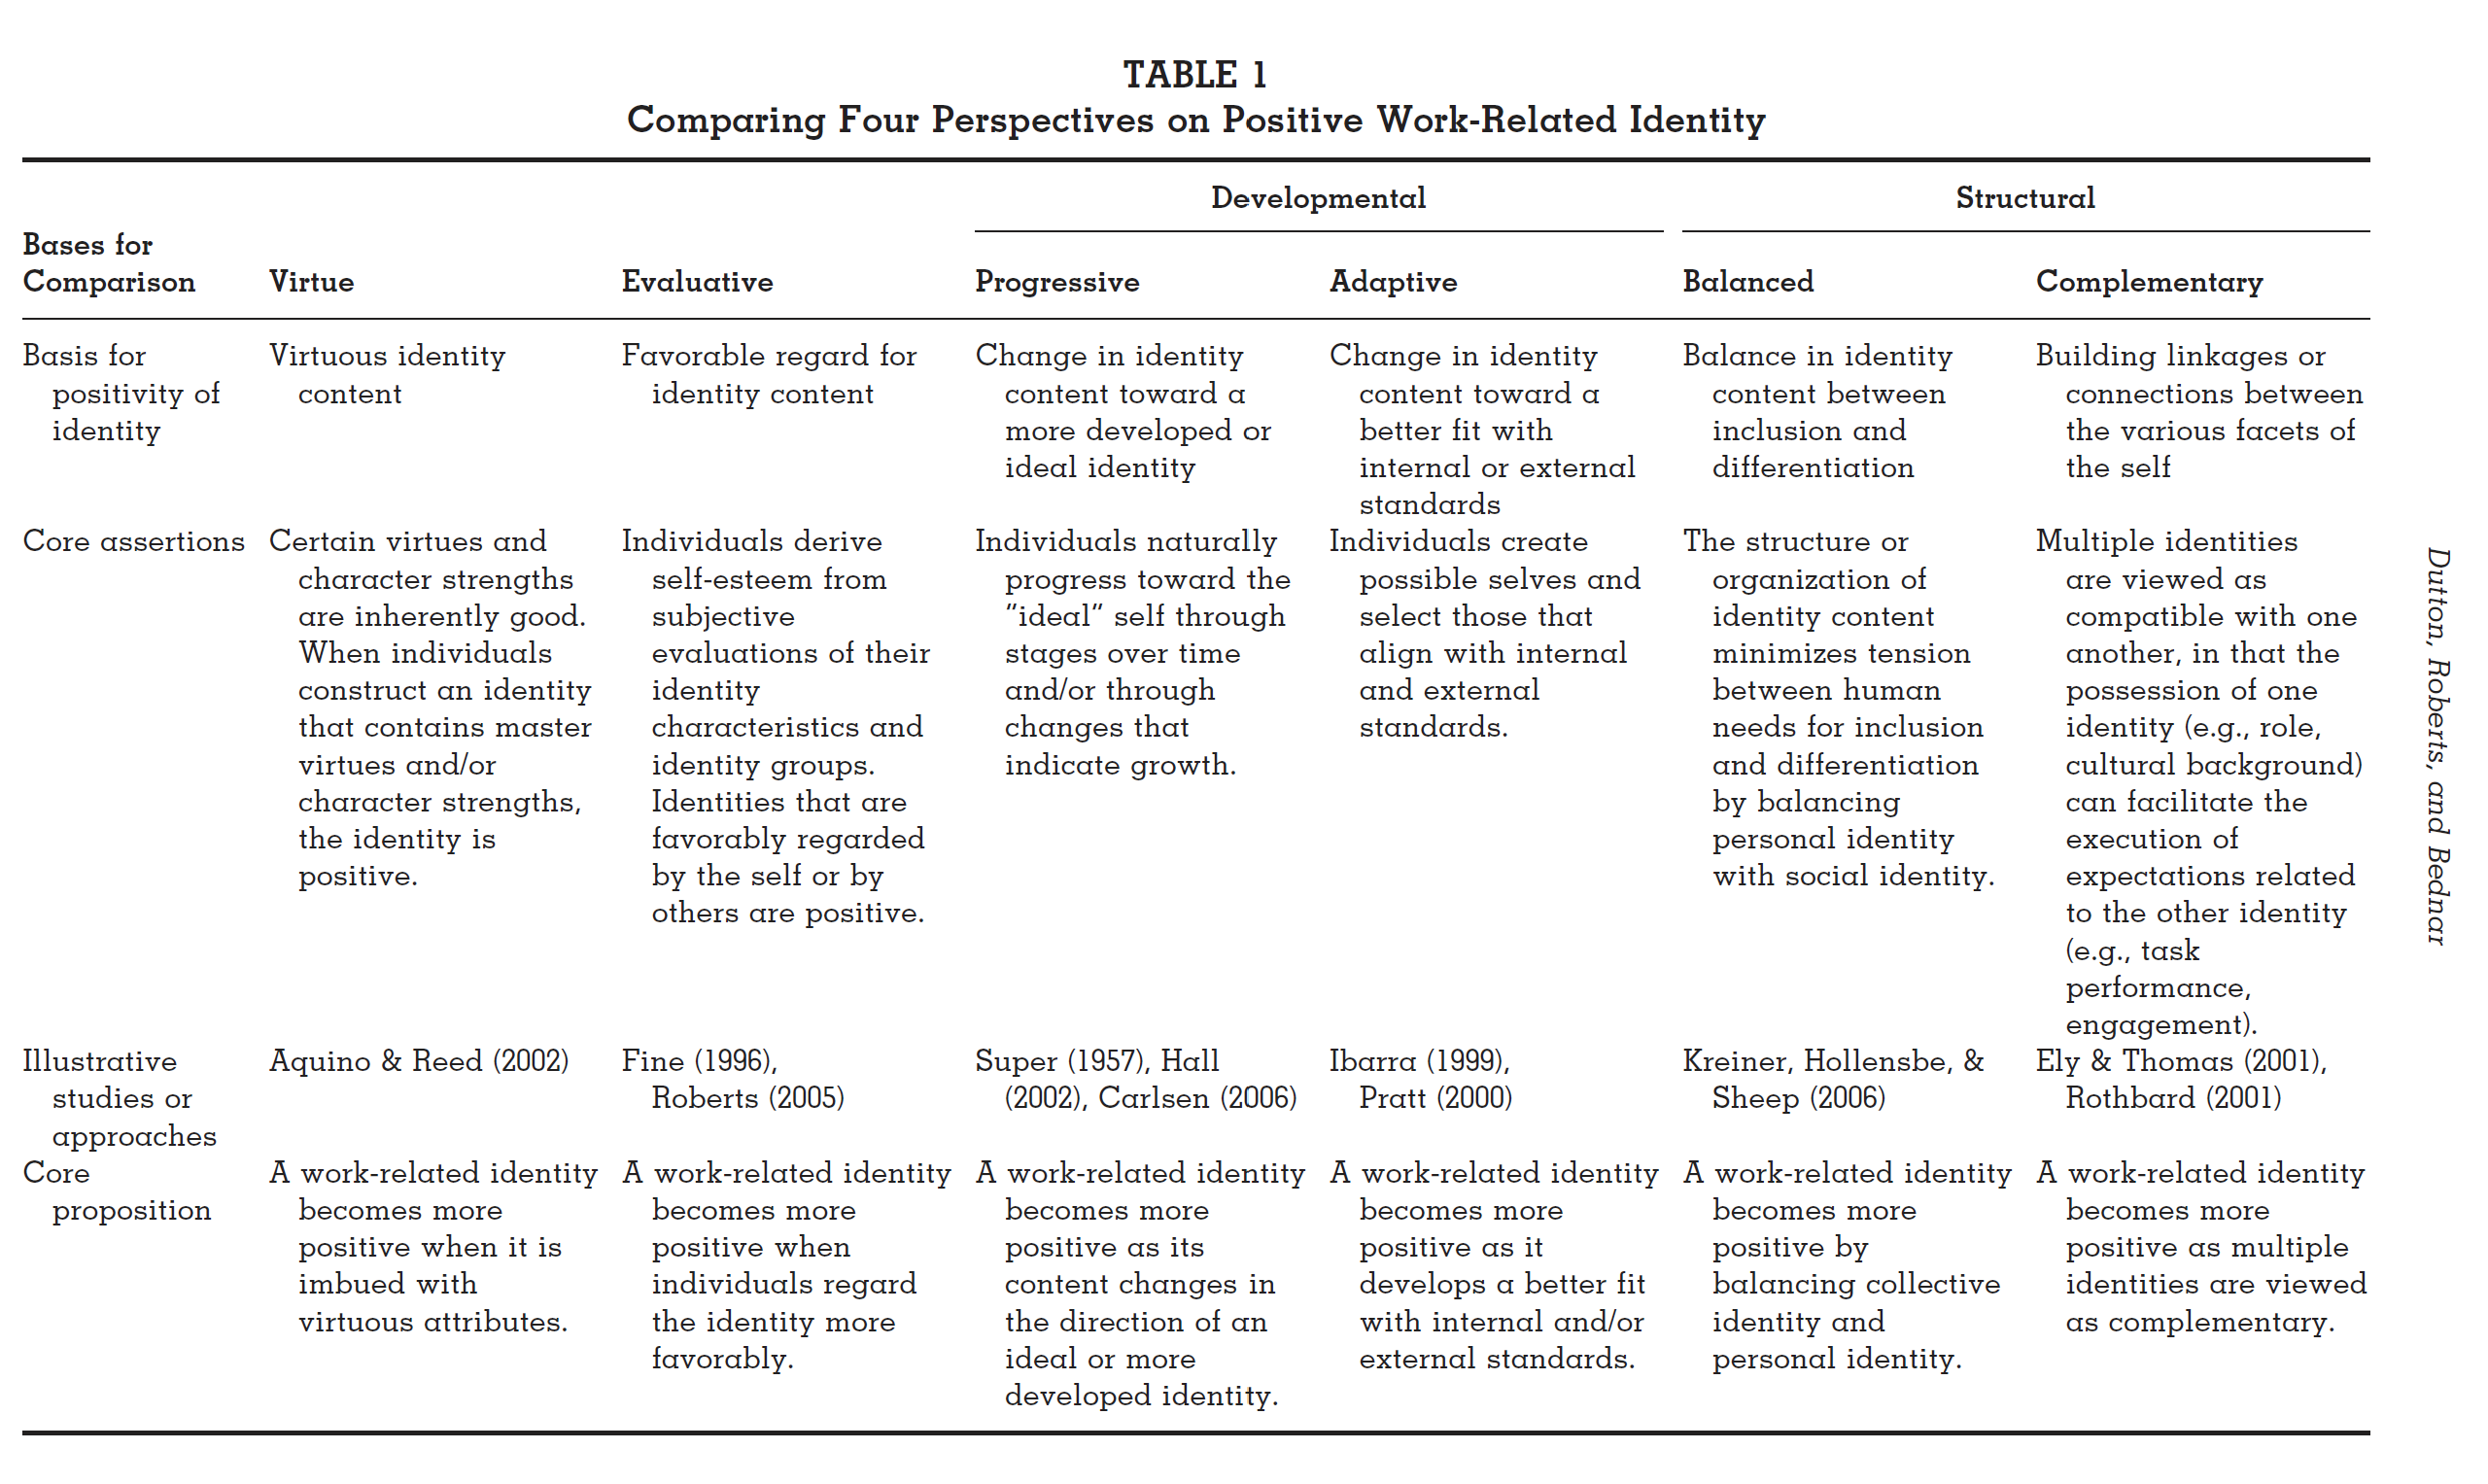 TABLE 1
Comparing Four Perspectives on Positive Work-Related Identity
Developmental
Structural
Bases for
Comparison
Virtue
Evaluative
Progressive
Adaptive
Balanced
Complementary
Basis for
positivity of
identity
Virtuous identity
content
Favorable regard for
identity content
Change in identity
content toward a
more developed or
ideal identity
Change in identity
content toward a
better fit with
internal or external
standards
Balance in identity
content between
inclusion and
differentiation
Building linkages or
connections between
the various facets of
the self
Core assertions
Certain virtues and
character strengths
are inherently good.
When individuals
construct an identity
that contains master
virtues and/or
character strengths,
the identity is
positive.
Individuals derive
self-esteem from
subjective
evaluations of their
identity
characteristics and
identity groups.
Identities that are
favorably regarded
by the self or by
others are positive.
Individuals naturally
progress toward the
"ideal" self through
stages over time
and/or through
changes that
indicate growth.
Individuals create
possible selves and
select those that
align with internal
and external
standards.
The structure or
organization of
identity content
minimizes tension
between human
needs for inclusion
and differentiation
by balancing
personal identity
with social identity.
Multiple identities
are viewed as
compatible with one
another, in that the
possession of one
identity (e.g., role,
cultural background)
can facilitate the
execution of
expectations related
to the other identity
(e.g., task
performance,
engagement).
Illustrative
studies or
approaches
Aquino & Reed (2002)
Fine (1996),
Roberts (2005)
Super (1957), Hall
(2002), Carlsen (2006)
Ibarra (1999),
Pratt (2000)
Kreiner, Hollensbe, &
Sheep (2006)
Ely & Thomas (2001),
Rothbard (2001)
Core
proposition
A work-related identity
becomes more
positive when it is
imbued with
virtuous attributes.
A work-related identity
becomes more
positive when
individuals regard
the identity more
favorably.
A work-related identity
becomes more
positive as its
content changes in
the direction of an
ideal or more
developed identity.
A work-related identity
becomes more
positive as it
develops a better fit
with internal and/or
external standards.
A work-related identity
becomes more
positive by
balancing collective
identity and
personal identity.
A work-related identity
becomes more
positive as multiple
identities are viewed
as complementary.
Dutton, Roberts, and Bednar